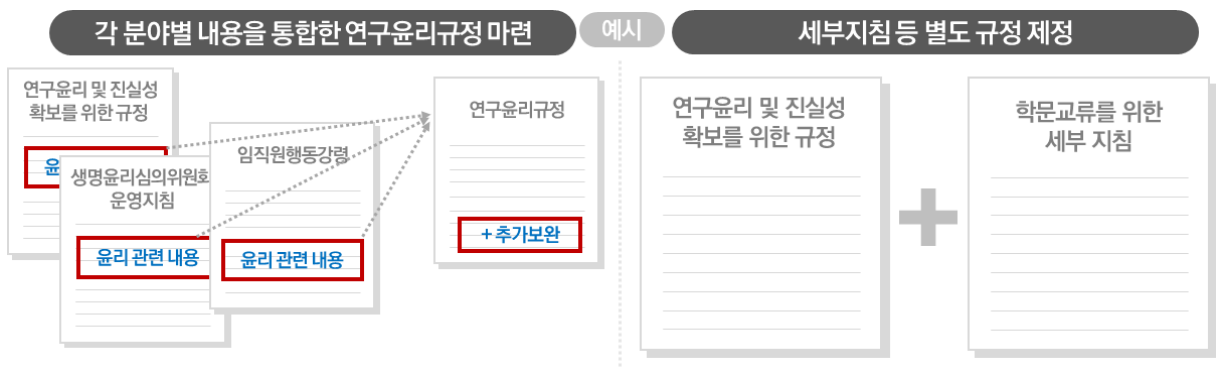 각 분야별 내용을 통합한 연구윤리규정 마련
예시
세부지침 등 별도 규정 제정
연구윤리 및 진실성
확보를 위한 규정
윤
생명윤리심의위원회
운영지침
윤리 관련 내용
임직원행동강령
윤리 관련 내용
연구윤리규정
+ 추가보완
연구윤리 및 진실성
확보를 위한 규정
+
학문교류를 위한
세부 지침